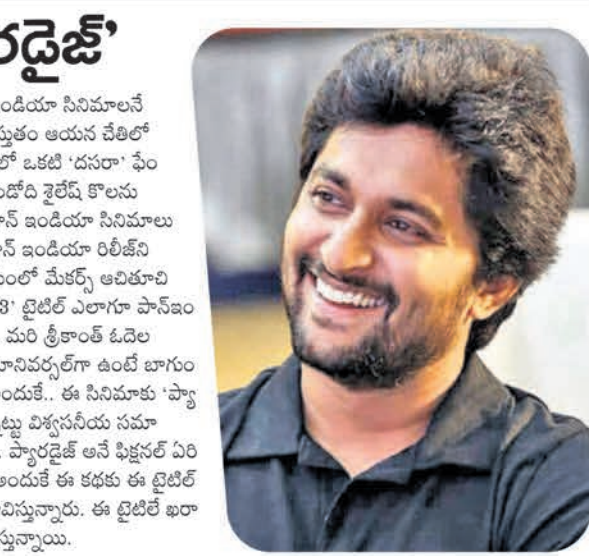 రడైజ్'
ండియా సినిమాలనే
స్తుతం ఆయన చేతిలో
లో ఒకటి 'దసరా' ఫేం
ండోది శైలేష్ కొలను
ాన్ ఇండియా సినిమాలు
ాన్ ఇండియా రిలీజ్‌ని
లో మేకర్స్ ఆచితూచి
3' టైటిల్ ఎలాగూ పాన్ఇం
మరి శ్రీకాంత్ ఓదెల
యూనివర్సల్‌గా ఉంటే బాగుం
ందుకే.. ఈ సినిమాకు 'ప్యా
ట్టు విశ్వసనీయ సమా
ప్యారడైజ్ అనే ఫిక్షనల్ ఏరి
అందుకే ఈ కథకు ఈ టైటిల్
విస్తున్నారు. ఈ టైటిలే ఖరా
స్తున్నాయి.